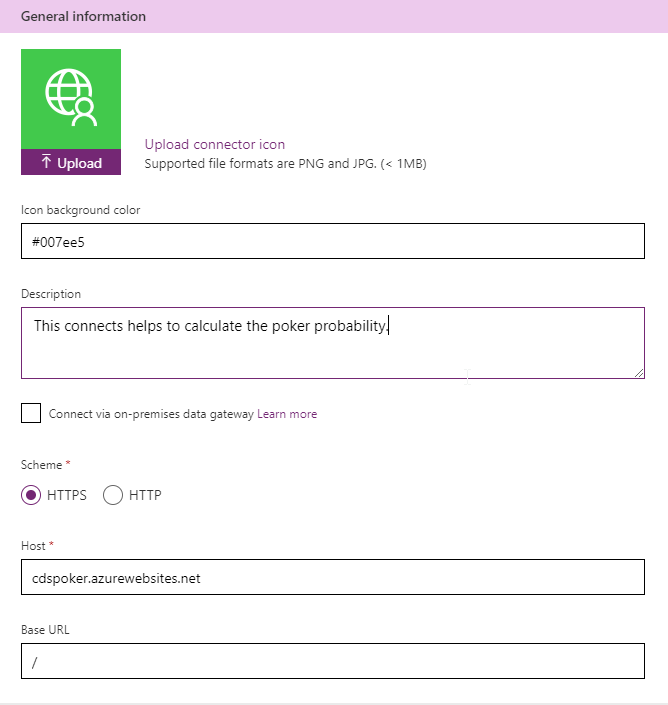 General information
Upload
Upload connector icon
Supported file formats are PNG and JPG. (< 1MB)
Icon background color
#007ee5
Description
This connects helps to calculate the poker probability.
Connect via on-premises data gateway Learn more
Scheme *
HTTPS HTTP
Host *
cdspoker.azurewebsites.net
Base URL
/